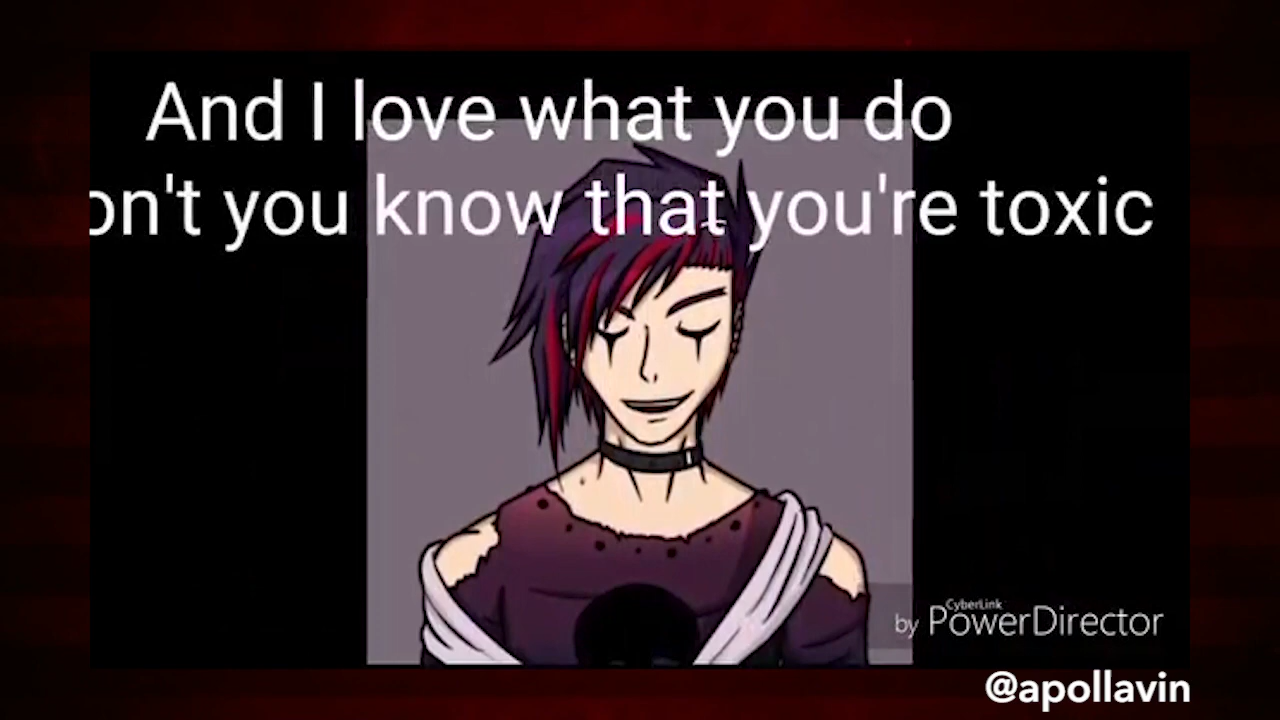 And I love what you do
on't you know that you're toxic
CyberLink
by PowerDirector
@apollavin